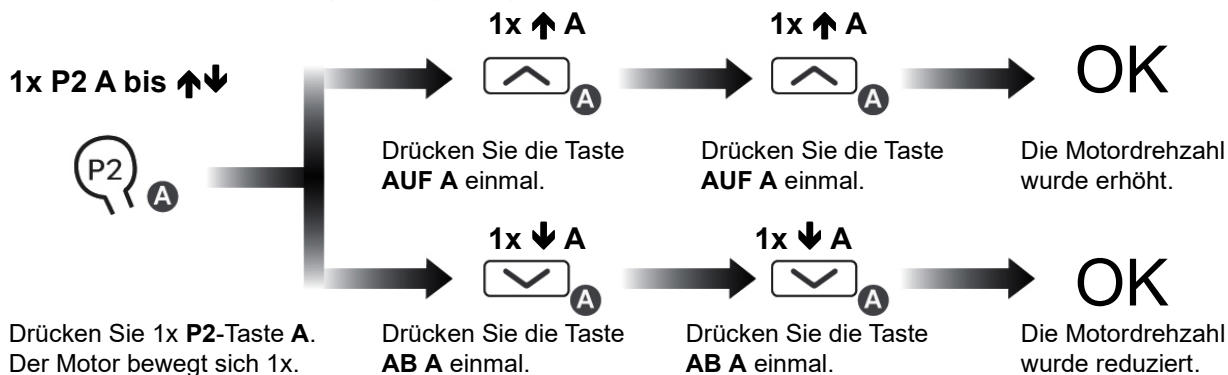 1x P2 A bis ↑↓
P2
A
Drücken Sie 1x P2-Taste A.
Der Motor bewegt sich 1x.
1x ↑ A
A
Drücken Sie die Taste
AUF A einmal.
1x ↑ A
A
Drücken Sie die Taste
AUF A einmal.
OK
Die Motordrehzahl
wurde erhöht.
1x ↓ A
A
Drücken Sie die Taste
AB A einmal.
1x ↓ A
A
Drücken Sie die Taste
AB A einmal.
OK
Die Motordrehzahl
wurde reduziert.